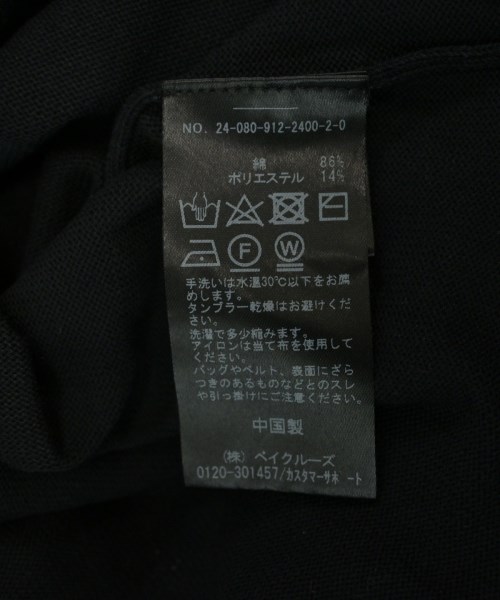 NO. 24-080-912-2400-2-0
綿 86%
ポリエステル 14%
F W
手洗いは水温30℃以下をお薦
めします。
タンブラー乾燥はお避けくだ
さい。
洗濯で多少縮みます。
アイロンは当て布を使用して
ください。
バッグやベルト、表面にざら
つきのあるものなどとのスレ
や引っ掛けにご注意ください。
中国製
(株) ベイクルーズ
0120-301457/カスタマーサポート